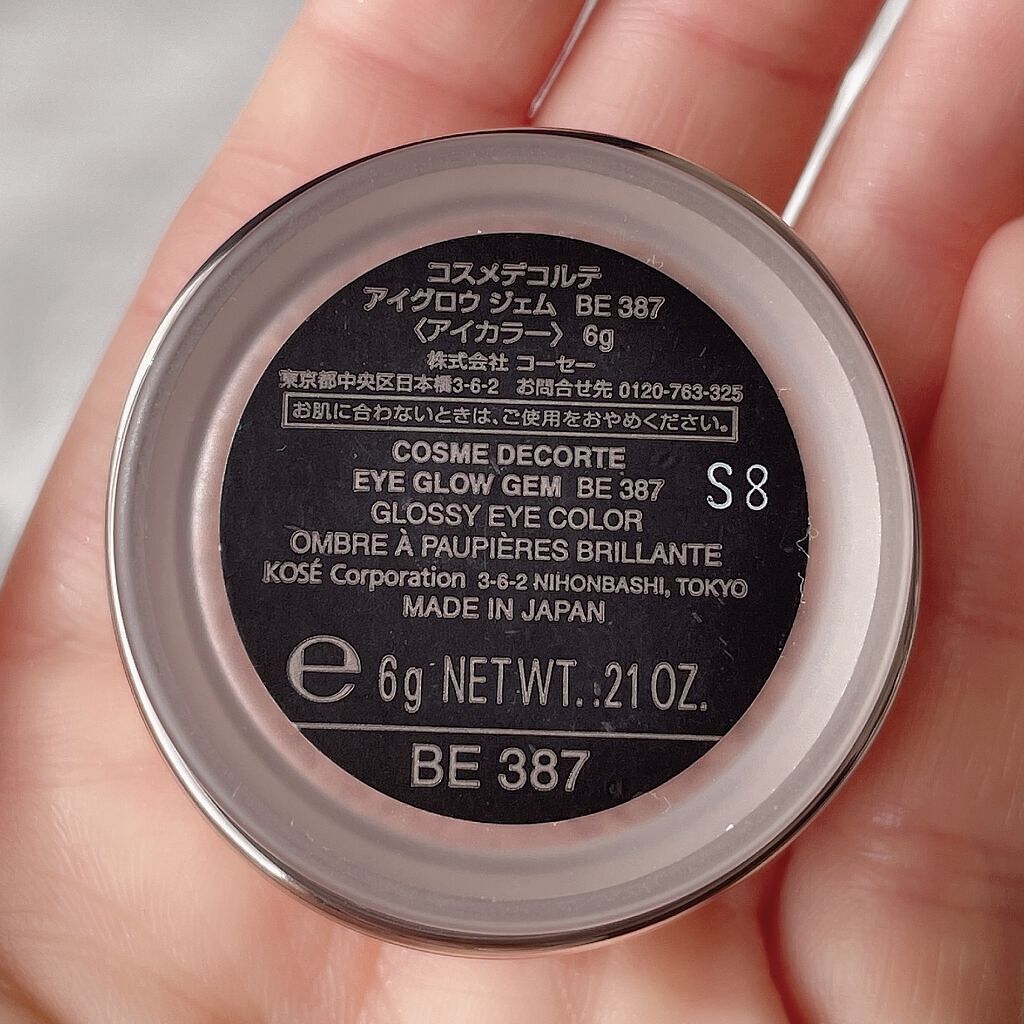 コスメデコルテ
アイグロウ ジェム BE 387
〈アイカラー〉 6g
株式会社 コーセー
東京都中央区日本橋3-6-2 お問合せ先 0120-763-325
お肌に合わないときは、ご使用をおやめください。
COSME DECORTE
EYE GLOW GEM BE 387
S8
GLOSSY EYE COLOR
OMBRE À PAUPIÈRES BRILLANTE
KOSÉ Corporation 3-6-2 NIHONBASHI, TOKYO
MADE IN JAPAN
e 6g NET WT. .21 OZ.
BE 387